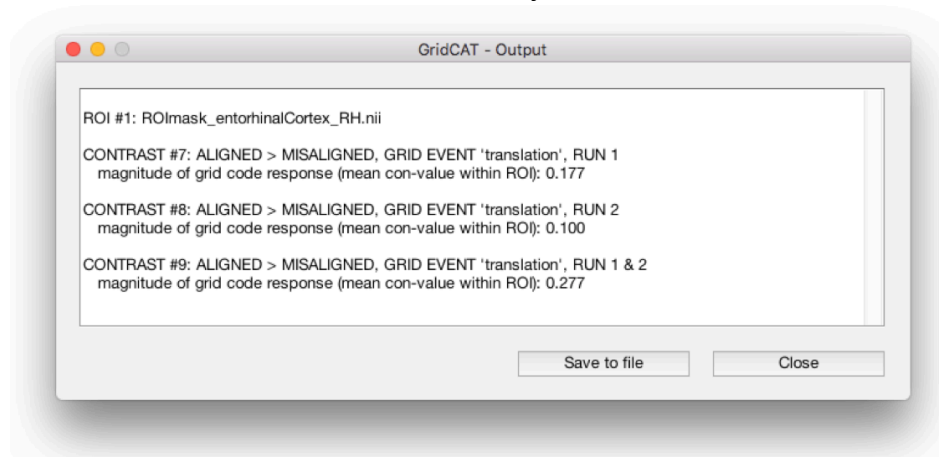 GridCAT - Output
ROI #1: ROImask_entorhinalCortex_RH.nii
CONTRAST #7: ALIGNED > MISALIGNED, GRID EVENT 'translation', RUN 1
magnitude of grid code response (mean con-value within ROI): 0.177
CONTRAST #8: ALIGNED > MISALIGNED, GRID EVENT 'translation', RUN 2
magnitude of grid code response (mean con-value within ROI): 0.100
CONTRAST #9: ALIGNED > MISALIGNED, GRID EVENT 'translation', RUN 1 & 2
magnitude of grid code response (mean con-value within ROI): 0.277
Save to file
Close